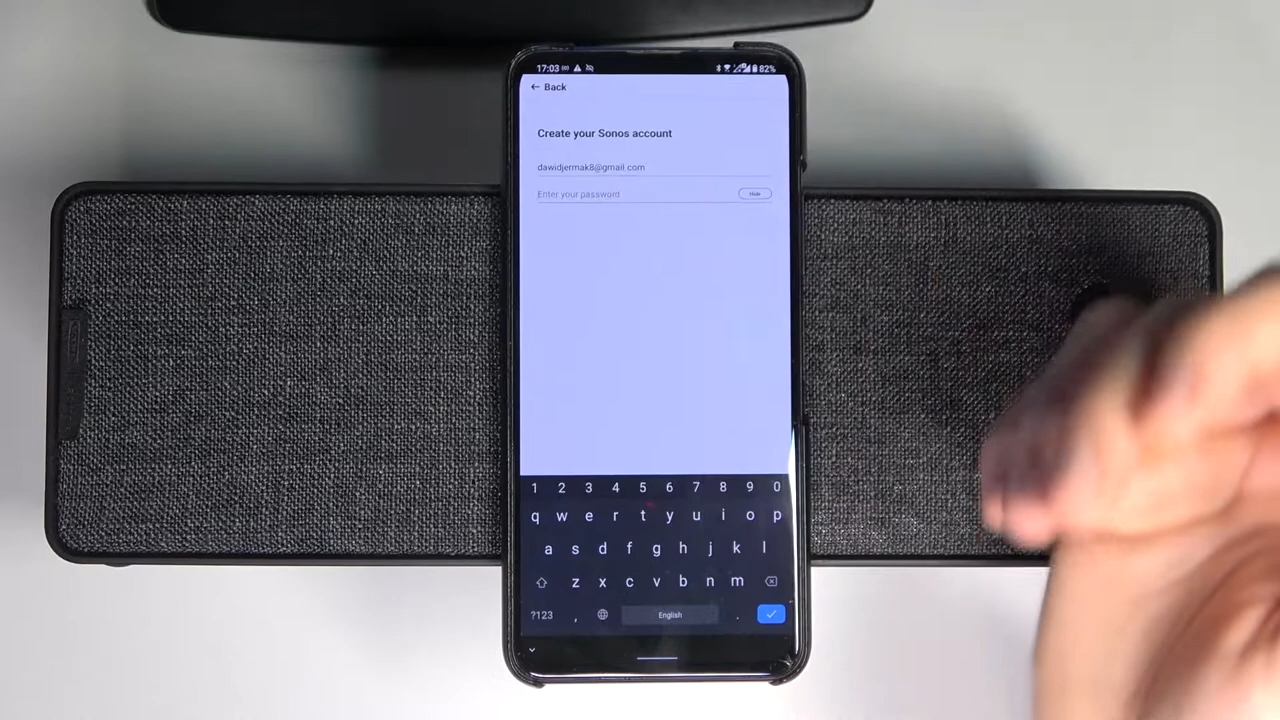 17:03 82%
← Back
Create your Sonos account
dawidjermak8@gmail.com
Enter your password Hide
1 2 3 4 5 6 7 8 9 0
q w e r t y u i o p
a s d f g h j k l
z x c v b n m
?123 , English .